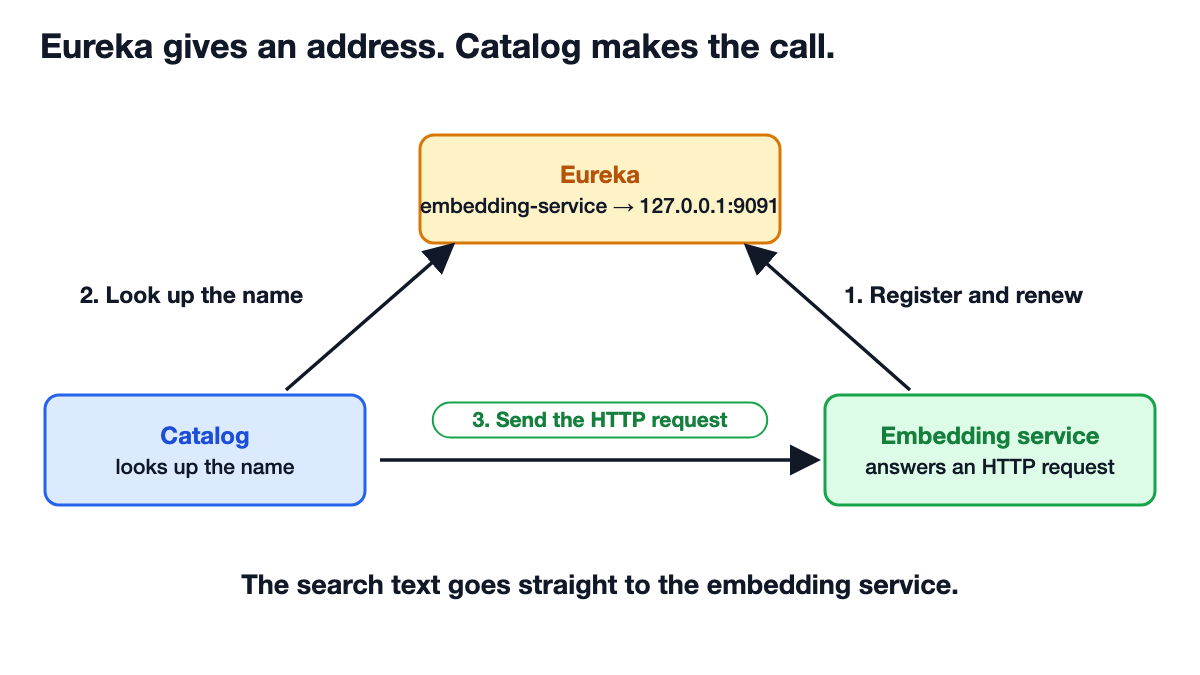 Eureka gives an address. Catalog makes the call.
Eureka
embedding-service → 127.0.0.1:9091
2. Look up the name
1. Register and renew
3. Send the HTTP request
Catalog
looks up the name
Embedding service
answers an HTTP request
The search text goes straight to the embedding service.